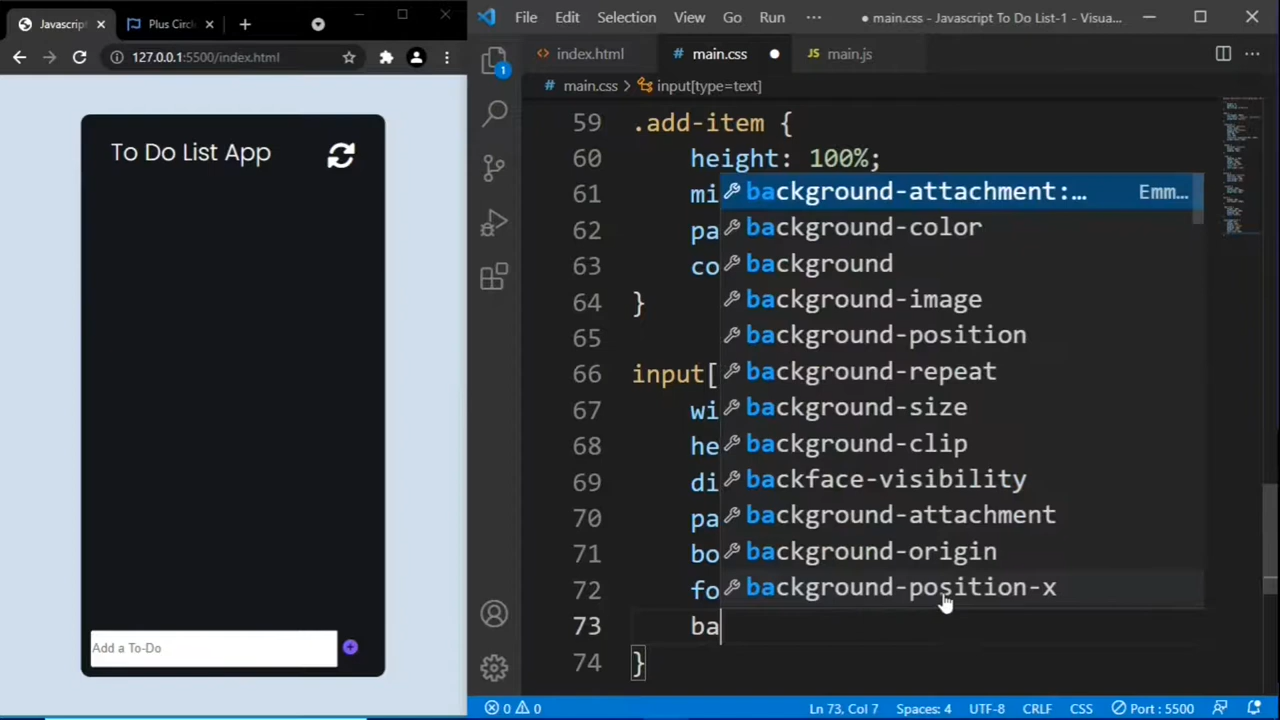 Javascrip
Plus Circl
127.0.0.1:5500/index.html
To Do List App
Add a To-Do
File Edit Selection View Go Run ···
● main.css - Javascript To Do List-1 - Visua...
index.html
# main.css
JS main.js
# main.css > input[type=text]
1
59 .add-item {
60 height: 100%;
61 mi
62 pa
63 co
64 }
65
66 input[
67 wi
68 he
69 di
70 pa
71 bo
72 fo
73 ba
74 }
background-attachment:… Emm…
background-color
background
background-image
background-position
background-repeat
background-size
background-clip
backface-visibility
background-attachment
background-origin
background-position-x
0 0 Ln 73, Col 7 Spaces: 4 UTF-8 CRLF CSS Port : 5500